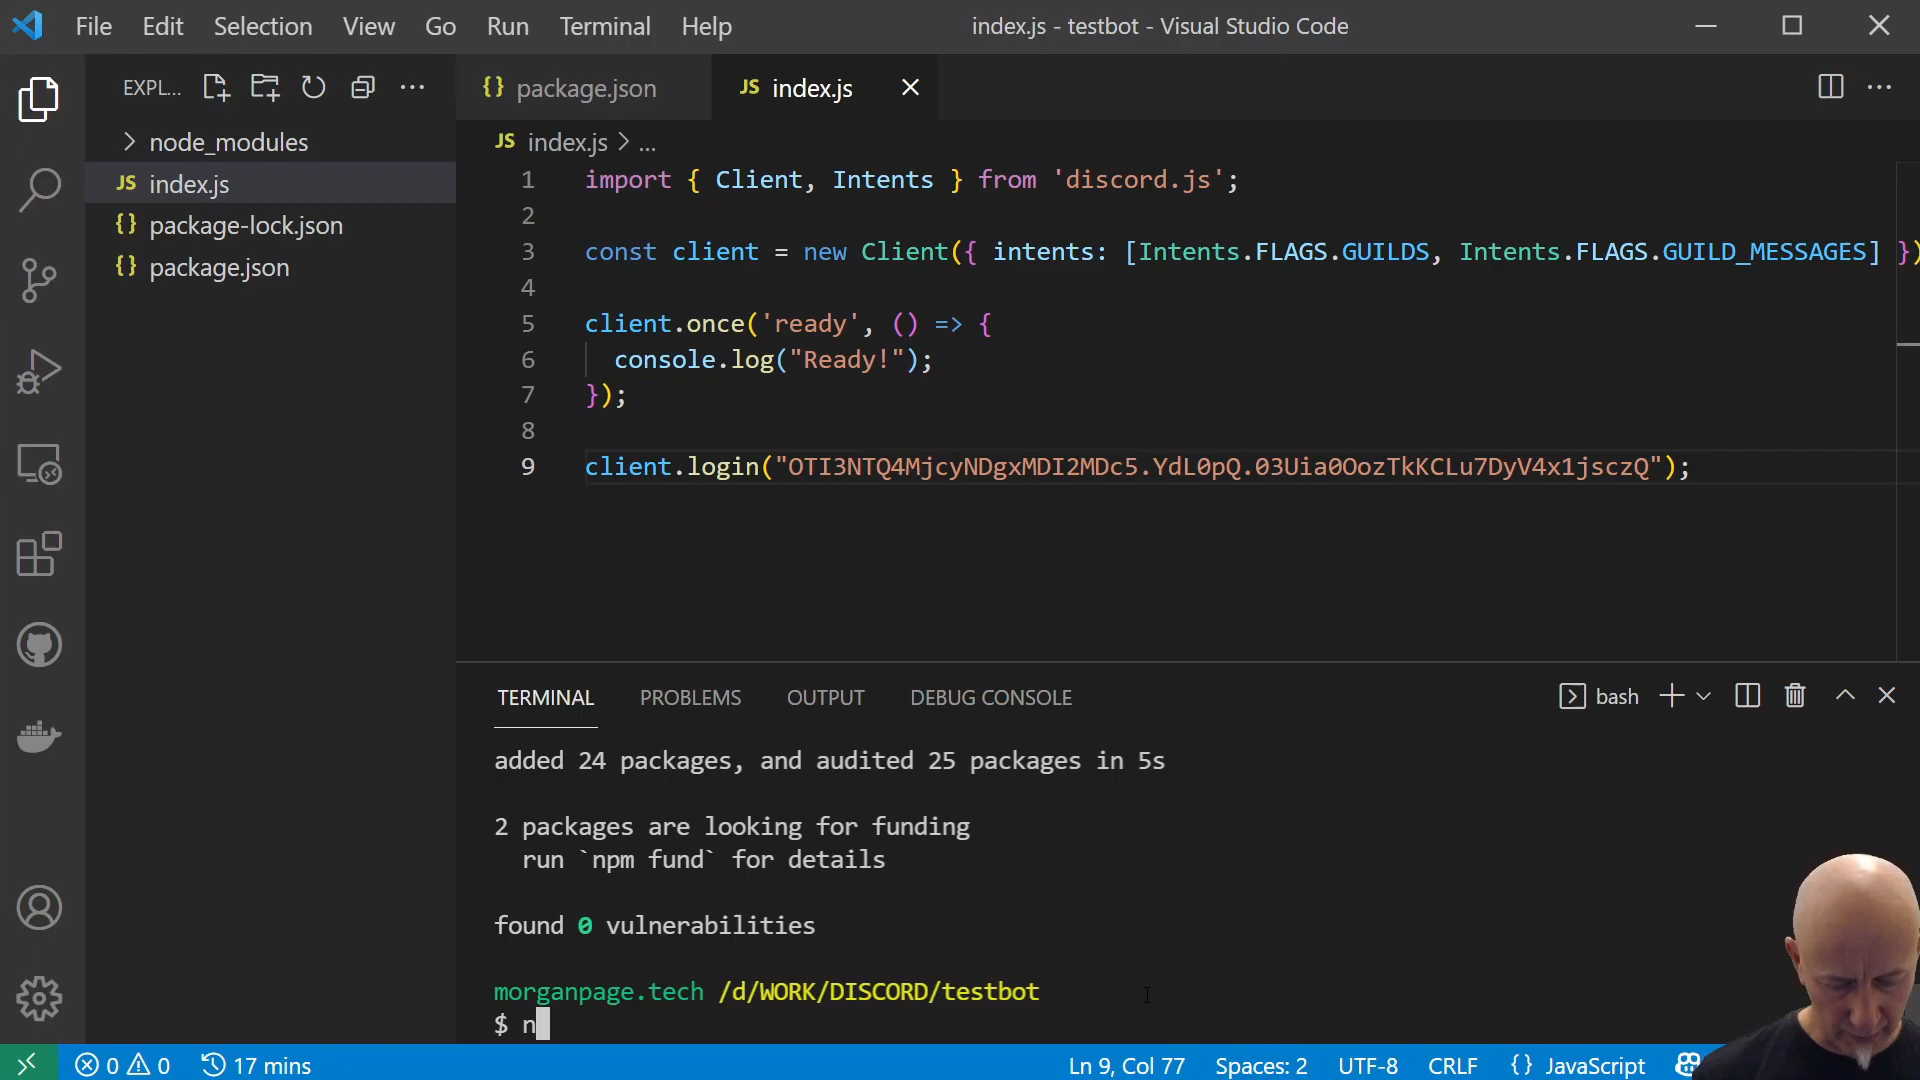 File Edit Selection View Go Run Terminal Help
index.js - testbot - Visual Studio Code
EXPL...
node_modules
JS index.js
{} package-lock.json
{} package.json
{} package.json
JS index.js
JS index.js > ...
1 import { Client, Intents } from 'discord.js';
2
3 const client = new Client({ intents: [Intents.FLAGS.GUILDS, Intents.FLAGS.GUILD_MESSAGES] })
4
5 client.once('ready', () => {
6 console.log("Ready!");
7 });
8
9 client.login("OTI3NTQ4MjcyNDgxMDI2MDc5.YdL0pQ.03Uia0OozTkKCLu7DyV4x1jsczQ");
TERMINAL PROBLEMS OUTPUT DEBUG CONSOLE
bash
added 24 packages, and audited 25 packages in 5s
2 packages are looking for funding
run `npm fund` for details
found 0 vulnerabilities
morganpage.tech /d/WORK/DISCORD/testbot
$ n
0 0 17 mins
Ln 9, Col 77 Spaces: 2 UTF-8 CRLF {} JavaScript